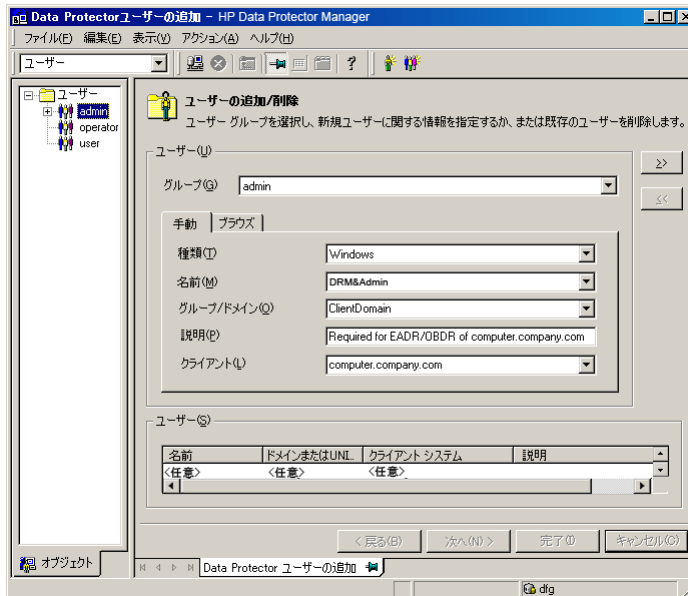 Data Protectorユーザーの追加 - HP Data Protector Manager
ファイル(F) 編集(E) 表示(V) アクション(A) ヘルプ(H)
ユーザー
ユーザー
admin
operator
user
ユーザーの追加/削除
ユーザー グループを選択し、新規ユーザーに関する情報を指定するか、または既存のユーザーを削除します。
ユーザー(U)
>>
<<
グループ(G) admin
手動 ブラウズ
種類(T) Windows
名前(M) DRM&Admin
グループ/ドメイン(O) ClientDomain
説明(P) Required for EADR/OBDR of computer.company.com
クライアント(L) computer.company.com
ユーザー(S)
名前 ドメインまたはUNI... クライアント システム 説明
<任意> <任意> <任意>
< 戻る(B) 次へ(N) > 完了(I) キャンセル(C)
オブジェクト
Data Protector ユーザーの追加
dfg